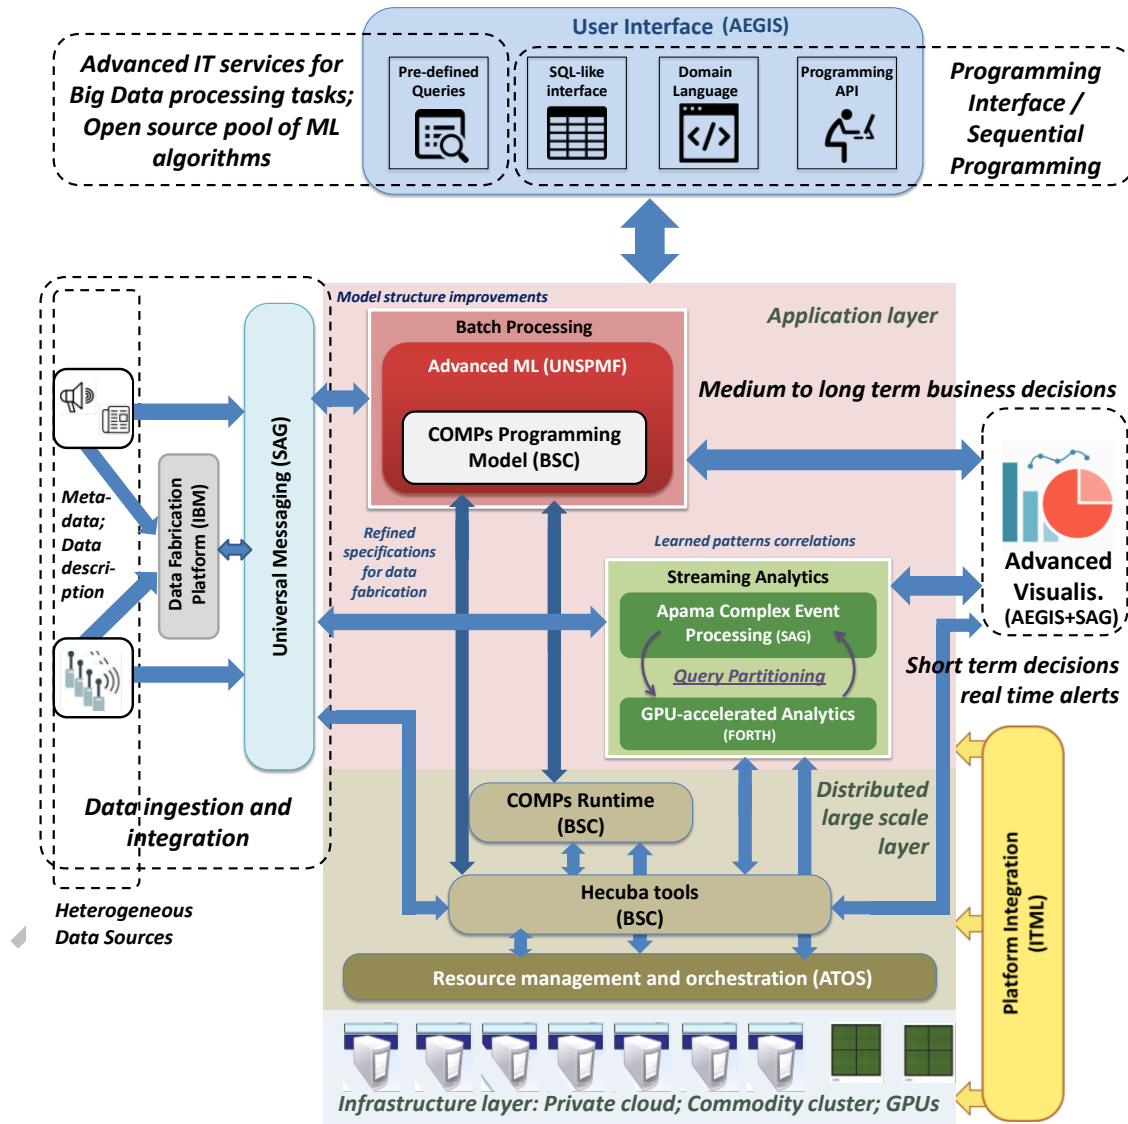 User Interface (AEGIS)
Advanced IT services for
Big Data processing tasks;
Open source pool of ML
algorithms
Pre-defined
Queries
SQL-like
interface
Domain
Language
Programming
API
Programming
Interface /
Sequential
Programming
Model structure improvements
Application layer
Batch Processing
Advanced ML (UNSPMF)
COMPs Programming
Model (BSC)
Medium to long term business decisions
Universal Messaging (SAG)
Data Fabrication
Platform (IBM)
Meta-
data;
Data
descri-
ption
Refined
specifications
for data
fabrication
Learned patterns correlations
Streaming Analytics
Apama Complex Event
Processing (SAG)
Query Partitioning
GPU-accelerated Analytics
(FORTH)
Advanced
Visualis.
(AEGIS+SAG)
Short term decisions
real time alerts
Data ingestion and
integration
COMPs Runtime
(BSC)
Distributed
large scale
layer
Hecuba tools
(BSC)
Heterogeneous
Data Sources
Resource management and orchestration (ATOS)
Platform Integration
(ITML)
Infrastructure layer: Private cloud; Commodity cluster; GPUs